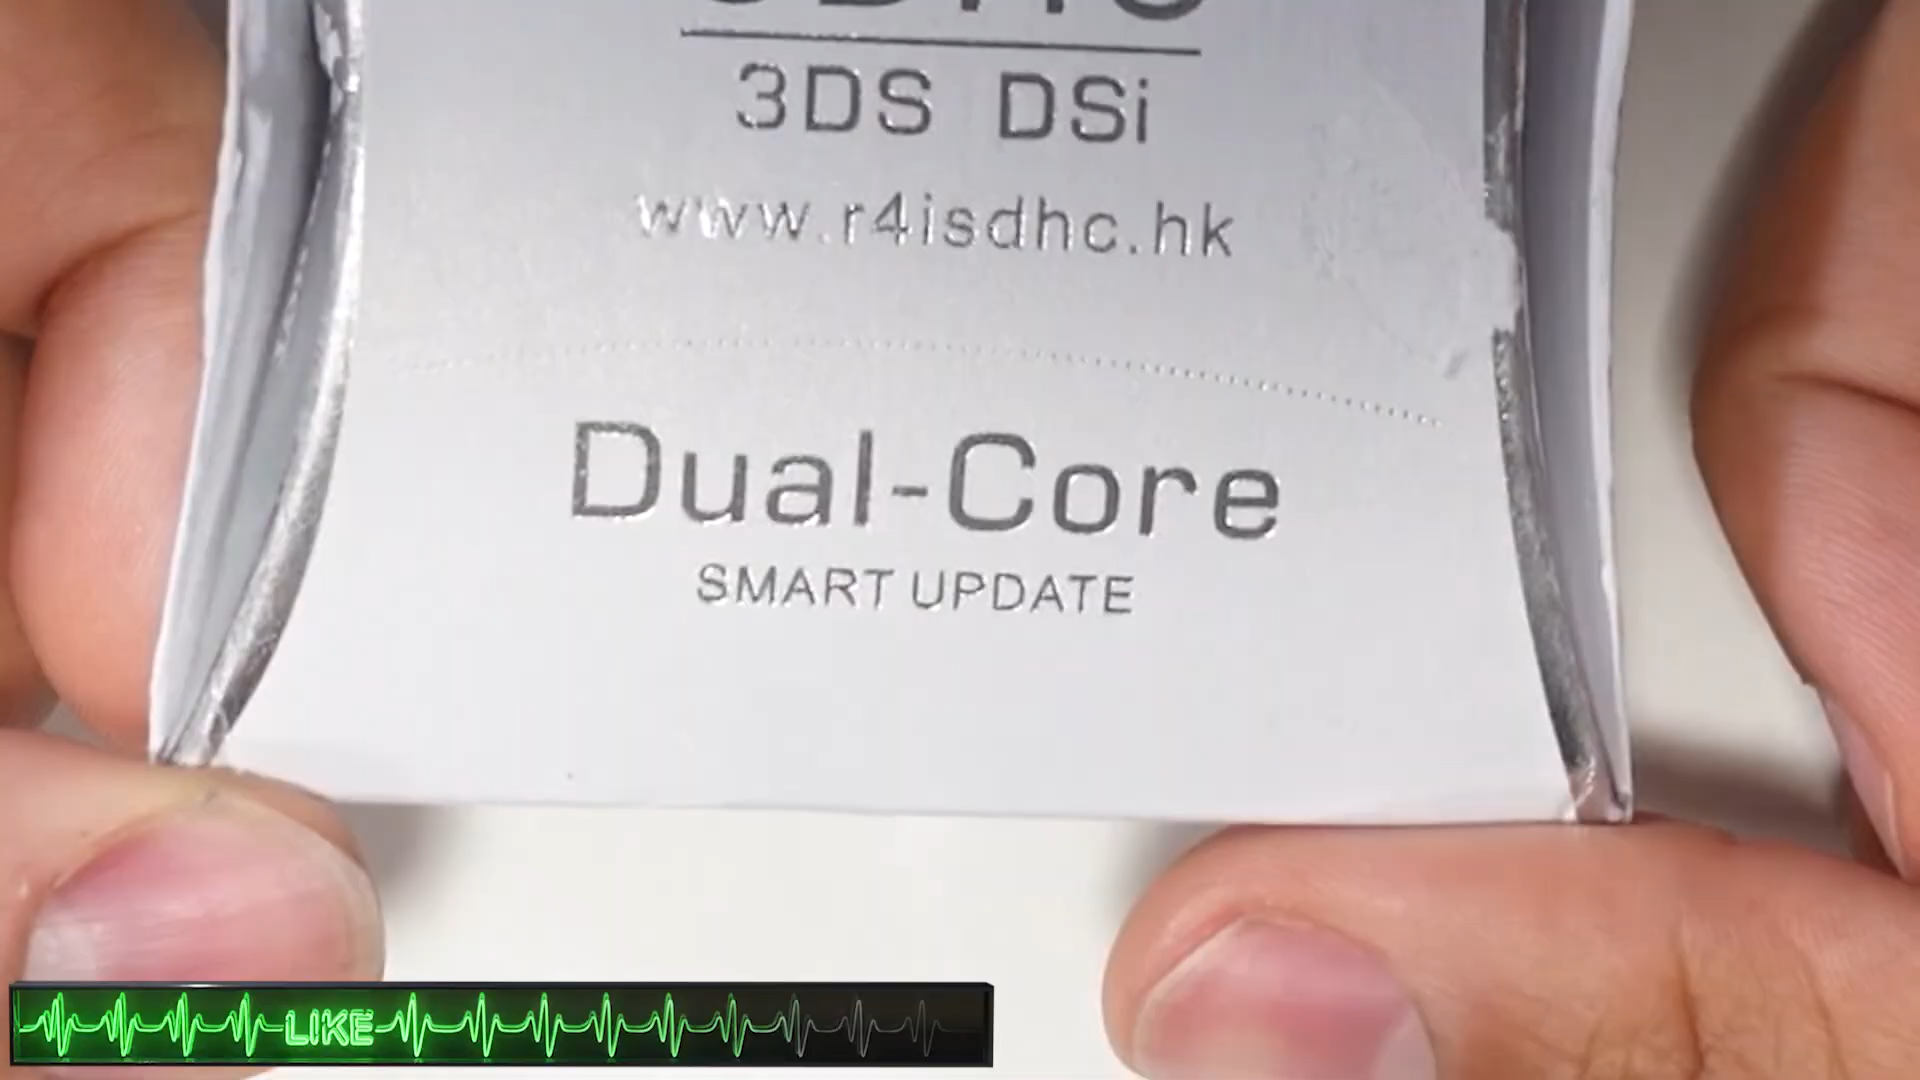 3DS DSi
www.r4isdhc.hk
Dual-Core
SMART UPDATE
LIKE